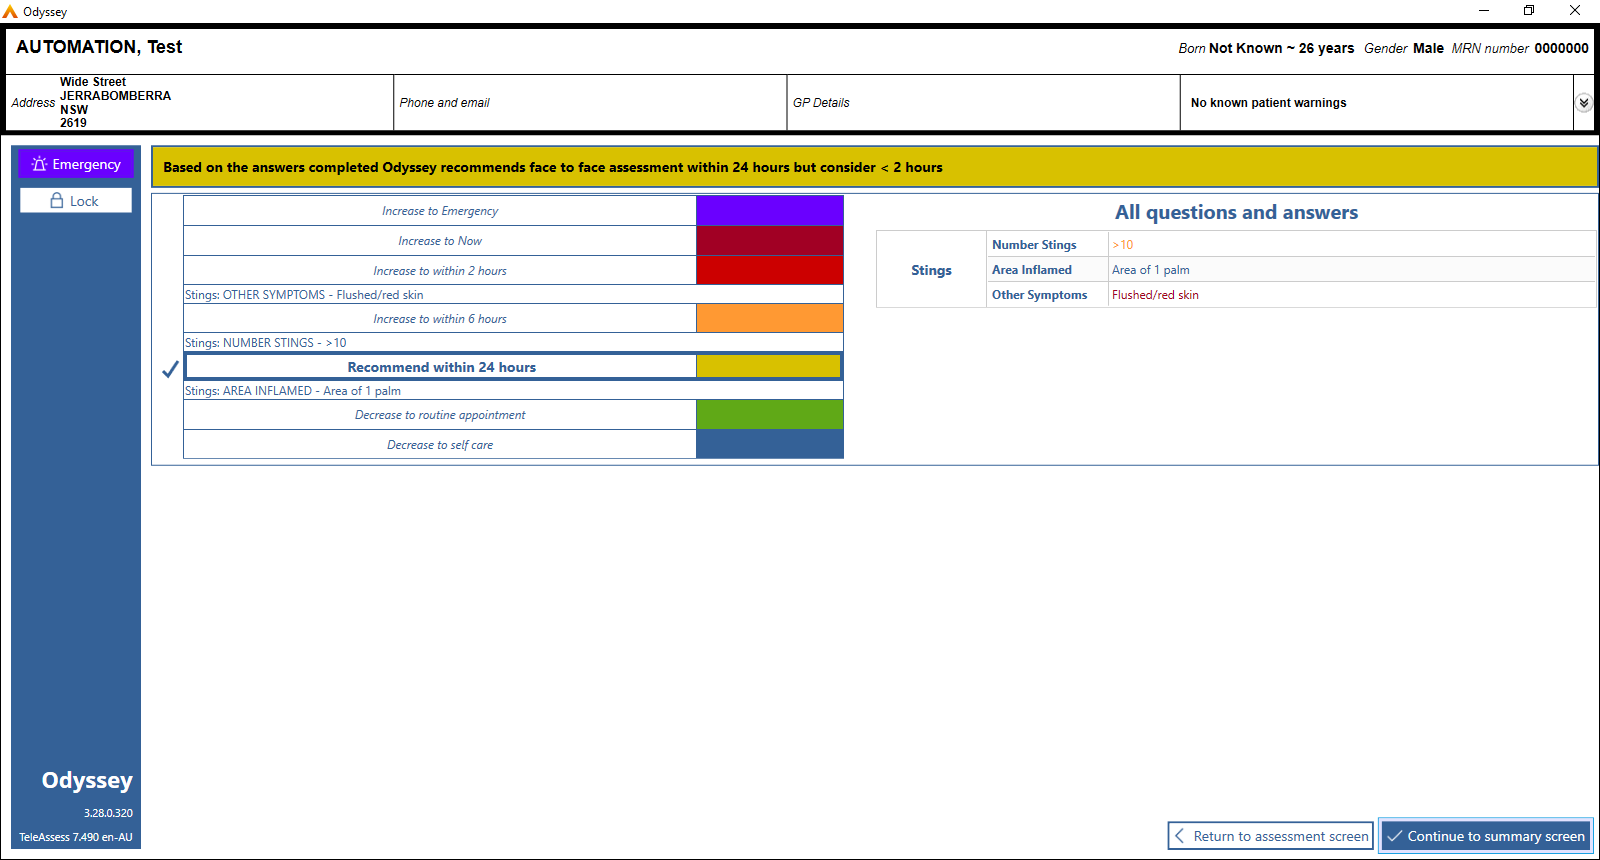 Odyssey
AUTOMATION, Test
Born Not Known ~ 26 years Gender Male MRN number 0000000
Address
Wide Street
JERRABOMBERRA
NSW
2619
Phone and email
GP Details
No known patient warnings
Emergency
Lock
Based on the answers completed Odyssey recommends face to face assessment within 24 hours but consider < 2 hours
Increase to Emergency
Increase to Now
Increase to within 2 hours
Stings: OTHER SYMPTOMS - Flushed/red skin
Increase to within 6 hours
Stings: NUMBER STINGS - >10
Recommend within 24 hours
Stings: AREA INFLAMED - Area of 1 palm
Decrease to routine appointment
Decrease to self care
All questions and answers
Stings
Number Stings >10
Area Inflamed Area of 1 palm
Other Symptoms Flushed/red skin
Odyssey
3.28.0.320
TeleAssess 7.490 en-AU
Return to assessment screen
Continue to summary screen